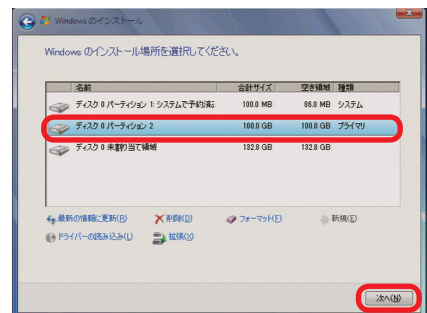 Windows のインストール
Windows のインストール場所を選択してください。
名前 合計サイズ 空き領域 種類
ディスク 0 パーティション 1: システムで予約済み 100.0 MB 86.0 MB システム
ディスク 0 パーティション 2 100.0 GB 100.0 GB プライマリ
ディスク 0 未割り当て領域 132.8 GB 132.8 GB
最新の情報に更新(R) 削除(D) フォーマット(F) 新規(E)
ドライバーの読み込み(L) 拡張(X)
次へ(N)